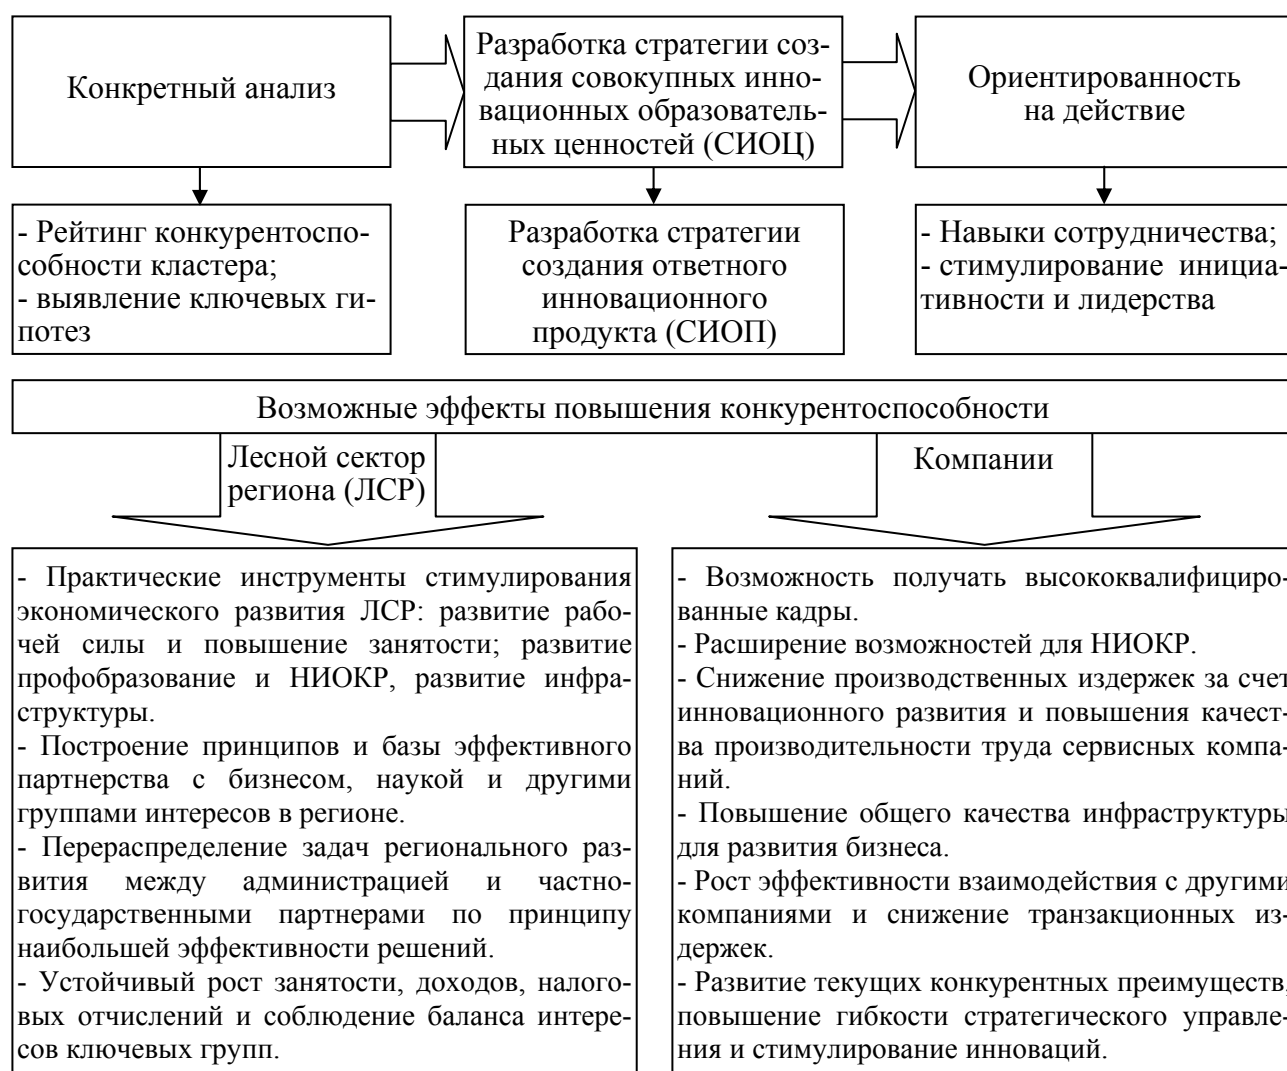 Конкретный анализ
Разработка стратегии соз-
дания совокупных инно-
вационных образователь-
ных ценностей (СИОЦ)
Ориентированность
на действие
- Рейтинг конкурентоспо-
собности кластера;
- выявление ключевых ги-
потез
Разработка стратегии
создания ответного
инновационного
продукта (СИОП)
- Навыки сотрудничества;
- стимулирование инициа-
тивности и лидерства
Возможные эффекты повышения конкурентоспособности
Лесной сектор
региона (ЛСР)
Компании
- Практические инструменты стимулирования
экономического развития ЛСР: развитие рабо-
чей силы и повышение занятости; развитие
профобразование и НИОКР, развитие инфра-
структуры.
- Построение принципов и базы эффективного
партнерства с бизнесом, наукой и другими
группами интересов в регионе.
- Перераспределение задач регионального раз-
вития между администрацией и частно-
государственными партнерами по принципу
наибольшей эффективности решений.
- Устойчивый рост занятости, доходов, налого-
вых отчислений и соблюдение баланса интере-
сов ключевых групп.
- Возможность получать высококвалифициро-
ванные кадры.
- Расширение возможностей для НИОКР.
- Снижение производственных издержек за счет
инновационного развития и повышения качест-
ва производительности труда сервисных компа-
ний.
- Повышение общего качества инфраструктуры
для развития бизнеса.
- Рост эффективности взаимодействия с другими
компаниями и снижение транзакционных из-
держек.
- Развитие текущих конкурентных преимуществ,
повышение гибкости стратегического управле-
ния и стимулирование инноваций.